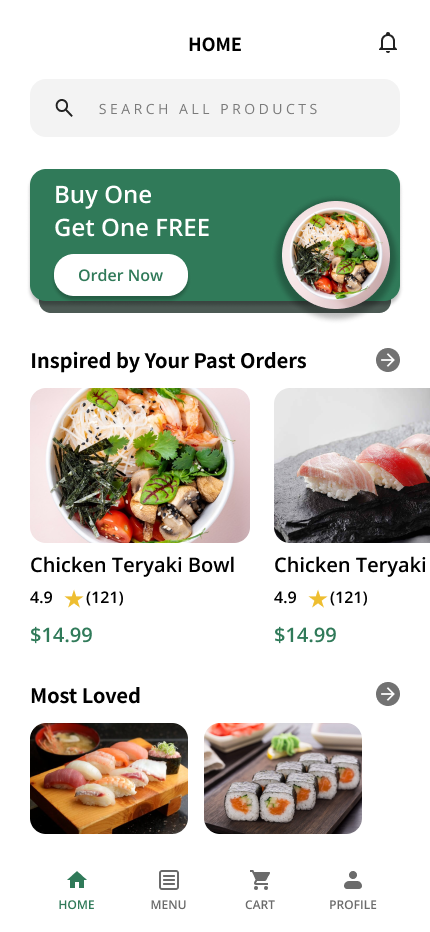 HOME
SEARCH ALL PRODUCTS
Buy One
Get One FREE
Order Now
Inspired by Your Past Orders
Chicken Teryaki Bowl
Chicken Teryaki
4.9 (121)
4.9 (121)
$14.99
$14.99
Most Loved
HOME
MENU
CART
PROFILE